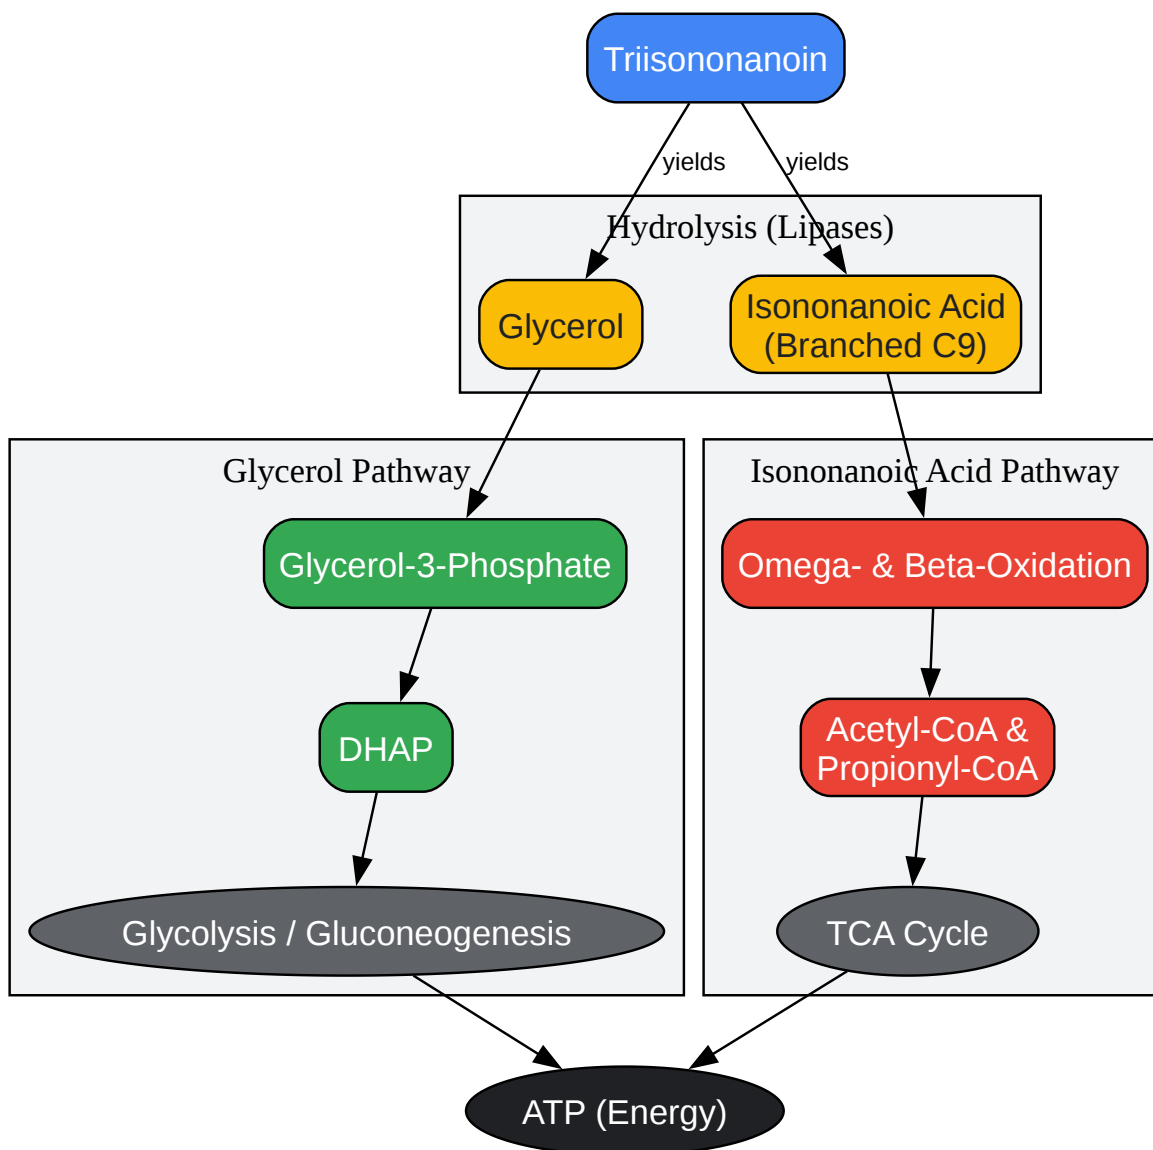 Triisononanoin
yields
yields
Hydrolysis (Lipases)
Glycerol
Isononanoic Acid
(Branched C9)
Glycerol Pathway
Isononanoic Acid Pathway
Glycerol-3-Phosphate
Omega- & Beta-Oxidation
DHAP
Acetyl-CoA &
Propionyl-CoA
Glycolysis / Gluconeogenesis
TCA Cycle
ATP (Energy)